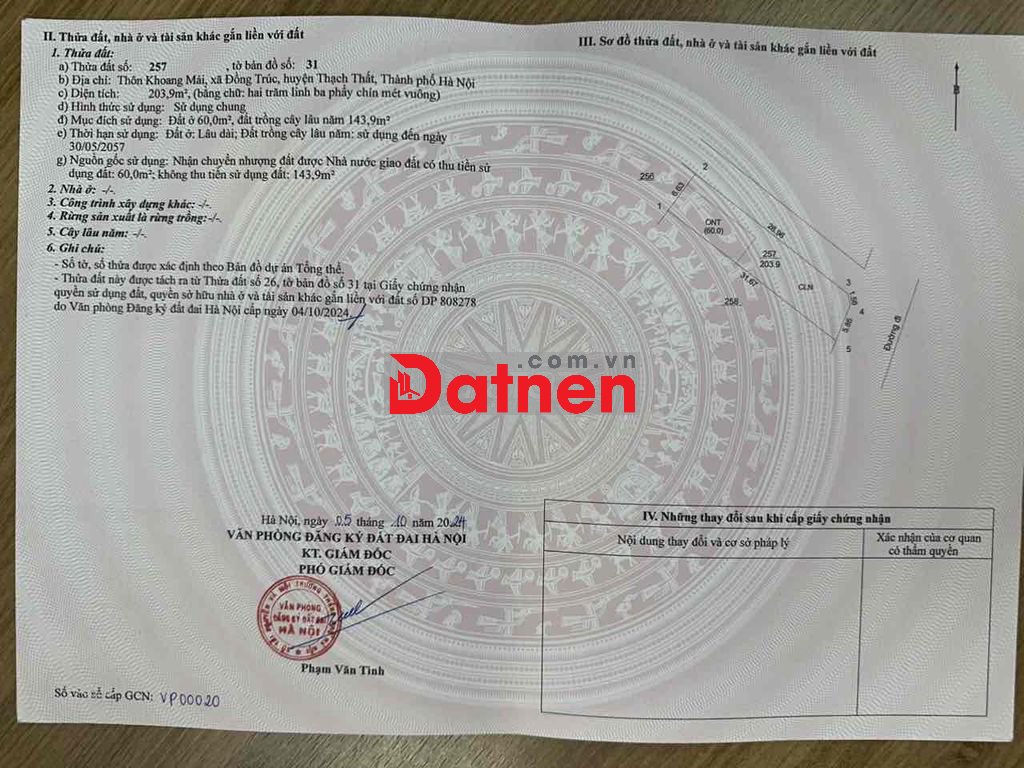 II. Thửa đất, nhà ở và tài sản khác gắn liền với đất
1. Thửa đất:
a) Thửa đất số: 257 , tờ bản đồ số: 31
b) Địa chỉ: Thôn Khoang Mái, xã Đồng Trúc, huyện Thạch Thất, Thành phố Hà Nội
c) Diện tích: 203,9m², (bằng chữ: hai trăm linh ba phẩy chín mét vuông)
d) Hình thức sử dụng: Sử dụng chung
đ) Mục đích sử dụng: Đất ở 60,0m², đất trồng cây lâu năm 143,9m²
e) Thời hạn sử dụng: Đất ở: Lâu dài; Đất trồng cây lâu năm: sử dụng đến ngày
30/05/2057
g) Nguồn gốc sử dụng: Nhận chuyển nhượng đất được Nhà nước giao đất có thu tiền sử
dụng đất: 60,0m²; không thu tiền sử dụng đất: 143,9m²
2. Nhà ở: -/-.
3. Công trình xây dựng khác: -/-.
4. Rừng sản xuất là rừng trồng:-/-.
5. Cây lâu năm: -/-.
6. Ghi chú:
- Số tờ, số thửa được xác định theo Bản đồ dự án Tổng thể.
- Thửa đất này được tách ra từ Thửa đất số 26, tờ bản đồ số 31 tại Giấy chứng nhận
quyền sử dụng đất, quyền sở hữu nhà ở và tài sản khác gắn liền với đất số DP 808278
do Văn phòng Đăng ký đất đai Hà Nội cấp ngày 04/10/2024
Hà Nội, ngày 05 tháng 10 năm 2024
VĂN PHÒNG ĐĂNG KÝ ĐẤT ĐAI HÀ NỘI
KT. GIÁM ĐỐC
PHÓ GIÁM ĐỐC
VĂN PHÒNG
ĐĂNG KÝ ĐẤT ĐAI
HÀ NỘI
Phạm Văn Tình
Số vào sổ cấp GCN: VP00020
III. Sơ đồ thửa đất, nhà ở và tài sản khác gắn liền với đất
B
2
256
6.63
1
ONT
(60.0)
28.96
257
203.9
31.67
CLN
258
3
1.59
4
5.85
5
Đường đi
.com.vn
Datnen
IV. Những thay đổi sau khi cấp giấy chứng nhận
Nội dung thay đổi và cơ sở pháp lý
Xác nhận của cơ quan
có thẩm quyền